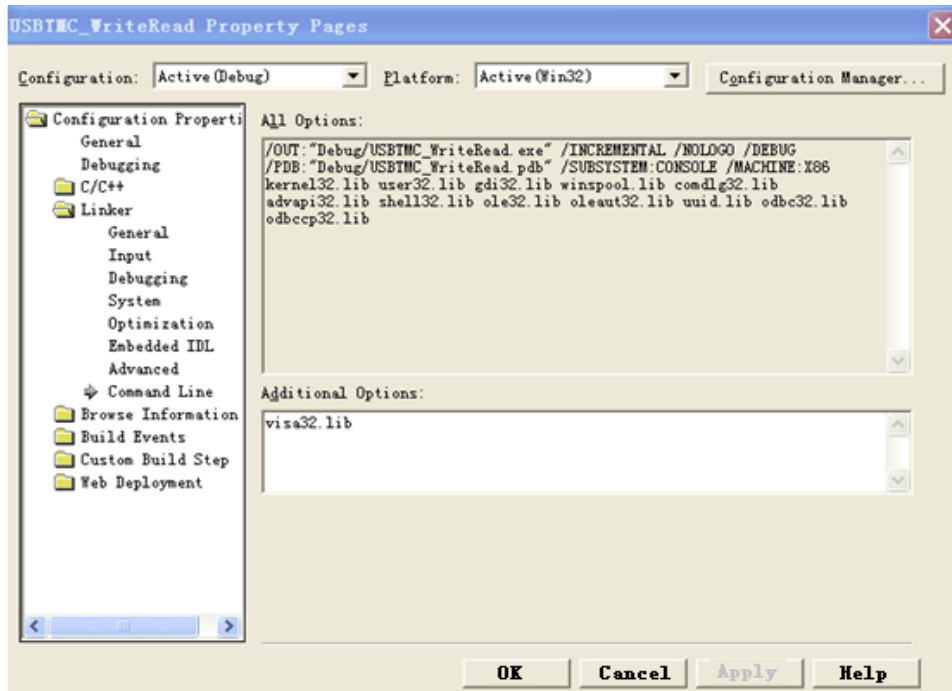 USBTMC_WriteRead Property Pages
Configuration: Active(Debug) Platform: Active(Win32) Configuration Manager...
Configuration Properti
General
Debugging
C/C++
Linker
General
Input
Debugging
System
Optimization
Embedded IDL
Advanced
Command Line
Browse Information
Build Events
Custom Build Step
Web Deployment
All Options:
/OUT:"Debug/USBTMC_WriteRead.exe" /INCREMENTAL /NOLOGO /DEBUG
/PDB:"Debug/USBTMC_WriteRead.pdb" /SUBSYSTEM:CONSOLE /MACHINE:X86
kernel32.lib user32.lib gdi32.lib winspool.lib comdlg32.lib
advapi32.lib shell32.lib ole32.lib oleaut32.lib uuid.lib odbc32.lib
odbccp32.lib
Additional Options:
visa32.lib
OK Cancel Apply Help